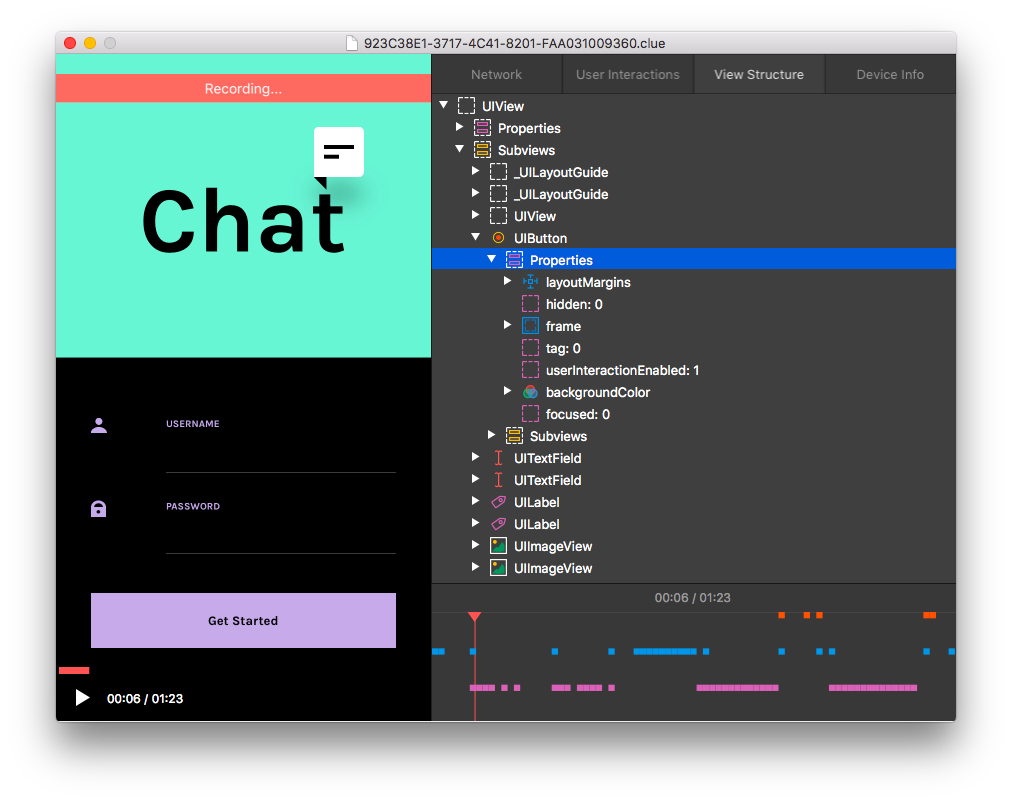 923C38E1-3717-4C41-8201-FAA031009360.clue
Recording...
Chat
USERNAME
PASSWORD
Get Started
00:06 / 01:23
Network User Interactions View Structure Device Info
UIView
Properties
Subviews
_UILayoutGuide
_UILayoutGuide
UIView
UIButton
Properties
layoutMargins
hidden: 0
frame
tag: 0
userInteractionEnabled: 1
backgroundColor
focused: 0
Subviews
UITextField
UITextField
UILabel
UILabel
UIImageView
UIImageView
00:06 / 01:23